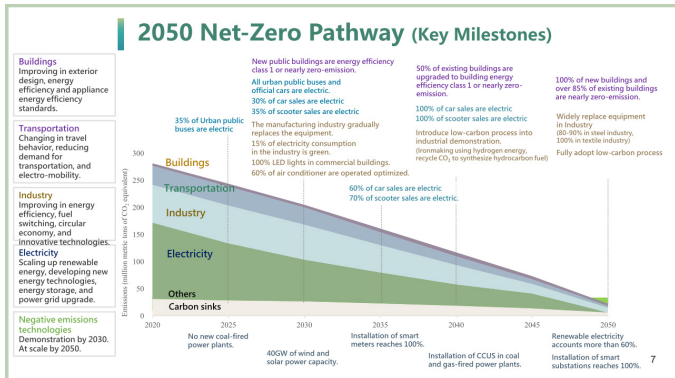 2050 Net-Zero Pathway (Key Milestones)
Buildings
Improving in exterior
design, energy
efficiency and appliance
energy efficiency
standards.
Transportation
Changing in travel
behavior, reducing
demand for
transportation, and
electro-mobility.
Industry
Improving in energy
efficiency, fuel
switching, circular
economy, and
innovative technologies.
Electricity
Scaling up renewable
energy, developing new
energy technologies,
energy storage, and
power grid upgrade.
Negative emissions
technologies
Demonstration by 2030.
At scale by 2050.
35% of Urban public
buses are electric
New public buildings are energy efficiency
class 1 or nearly zero-emission.
All urban public buses and
official cars are electric.
30% of car sales are electric
35% of scooter sales are electric
The manufacturing industry gradually
replaces the equipment.
15% of electricity consumption
in the industry is green.
100% LED lights in commercial buildings.
60% of air conditioner are operated optimized.
60% of car sales are electric
70% of scooter sales are electric.
50% of existing buildings are
upgraded to building energy
efficiency class 1 or nearly zero-
emission.
100% of car sales are electric
100% of scooter sales are electric
Introduce low-carbon process into
industrial demonstration.
(Ironmaking using hydrogen energy,
recycle CO₂ to synthesize hydrocarbon fuel)
100% of new buildings and
over 85% of existing buildings
are nearly zero-emission.
Widely replace equipment
in Industry
(80-90% in steel industry,
100% in textile industry)
Fully adopt low-carbon process
Emissions (million metric tons of CO₂ equivalent)
300
250
200
150
100
50
0
Buildings
Transportation
Industry
Electricity
Others
Carbon sinks
2020
2025
2030
2035
2040
2045
2050
No new coal-fired
power plants.
40GW of wind and
solar power capacity.
Installation of smart
meters reaches 100%.
Installation of CCUS in coal
and gas-fired power plants.
Renewable electricity
accounts more than 60%.
Installation of smart
substations reaches 100%.
7